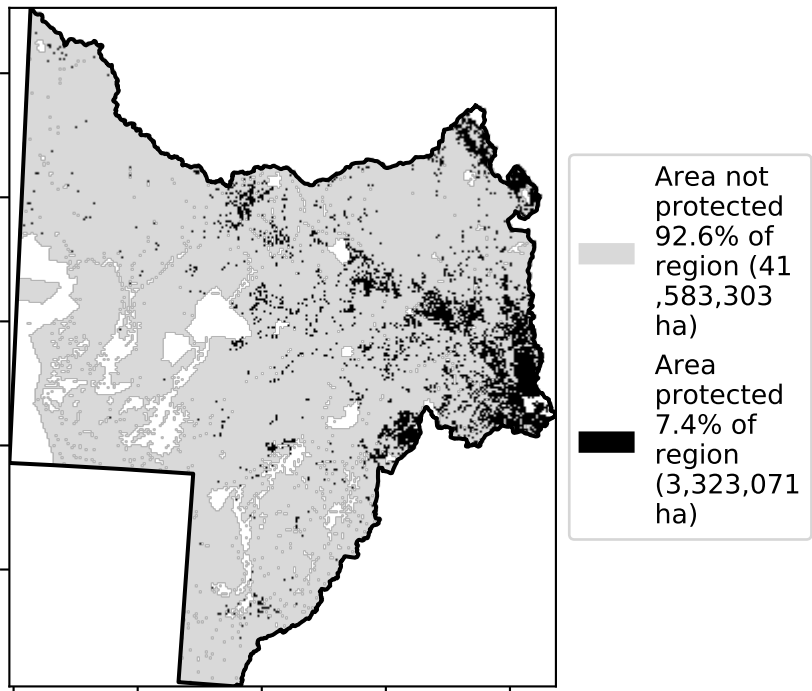 Area not
protected
92.6% of
region (41
,583,303
ha)
Area
protected
7.4% of
region
(3,323,071
ha)